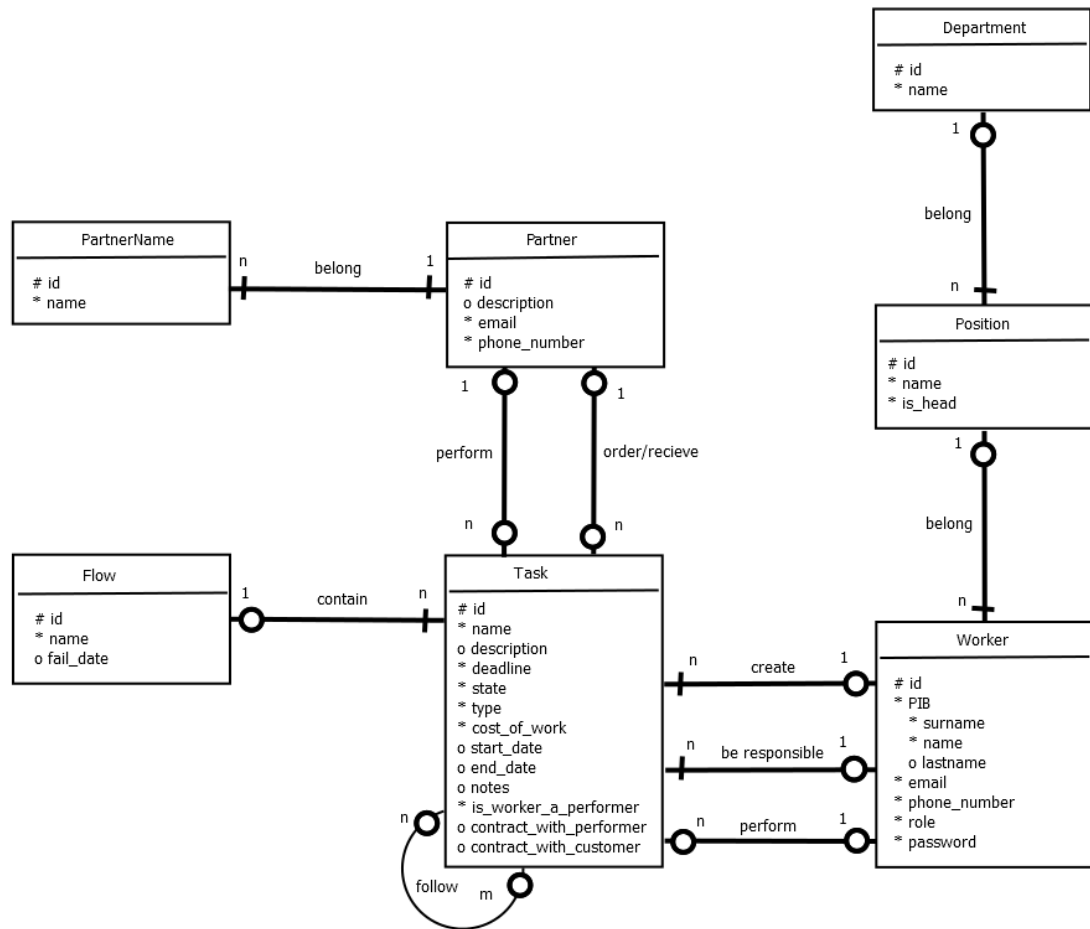 Department
# id
* name
1
belong
n
PartnerName
# id
* name
n
belong
1
Partner
# id
o description
* email
* phone_number
Position
# id
* name
* is_head
1
1
perform
order/recieve
n
n
1
belong
n
Flow
# id
* name
o fail_date
1
contain
n
Task
# id
* name
o description
* deadline
* state
* type
* cost_of_work
o start_date
o end_date
o notes
* is_worker_a_performer
o contract_with_performer
o contract_with_customer
n
create
1
n
be responsible
1
n
perform
1
Worker
# id
* PIB
* surname
* name
o lastname
* email
* phone_number
* role
* password
n
follow
m